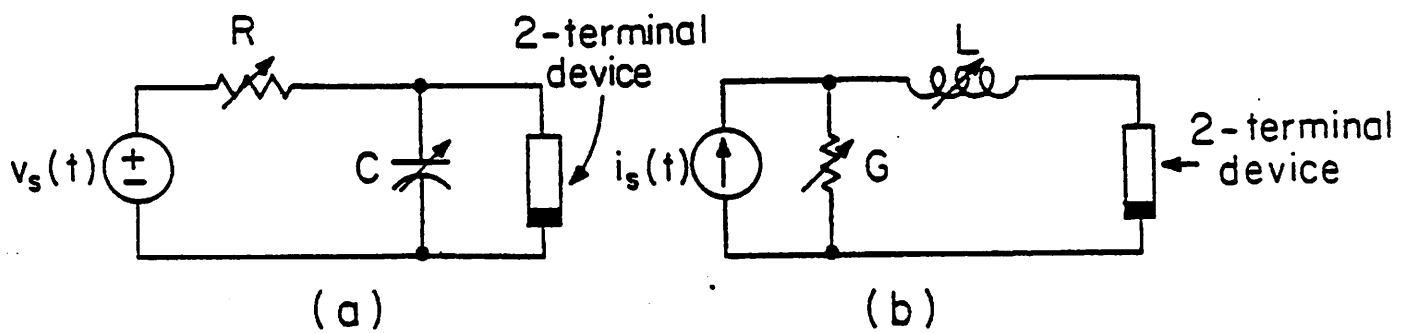 R
2-terminal
device
v_s(t)
+
−
C
(a)
L
i_s(t)
G
2-terminal
device
(b)